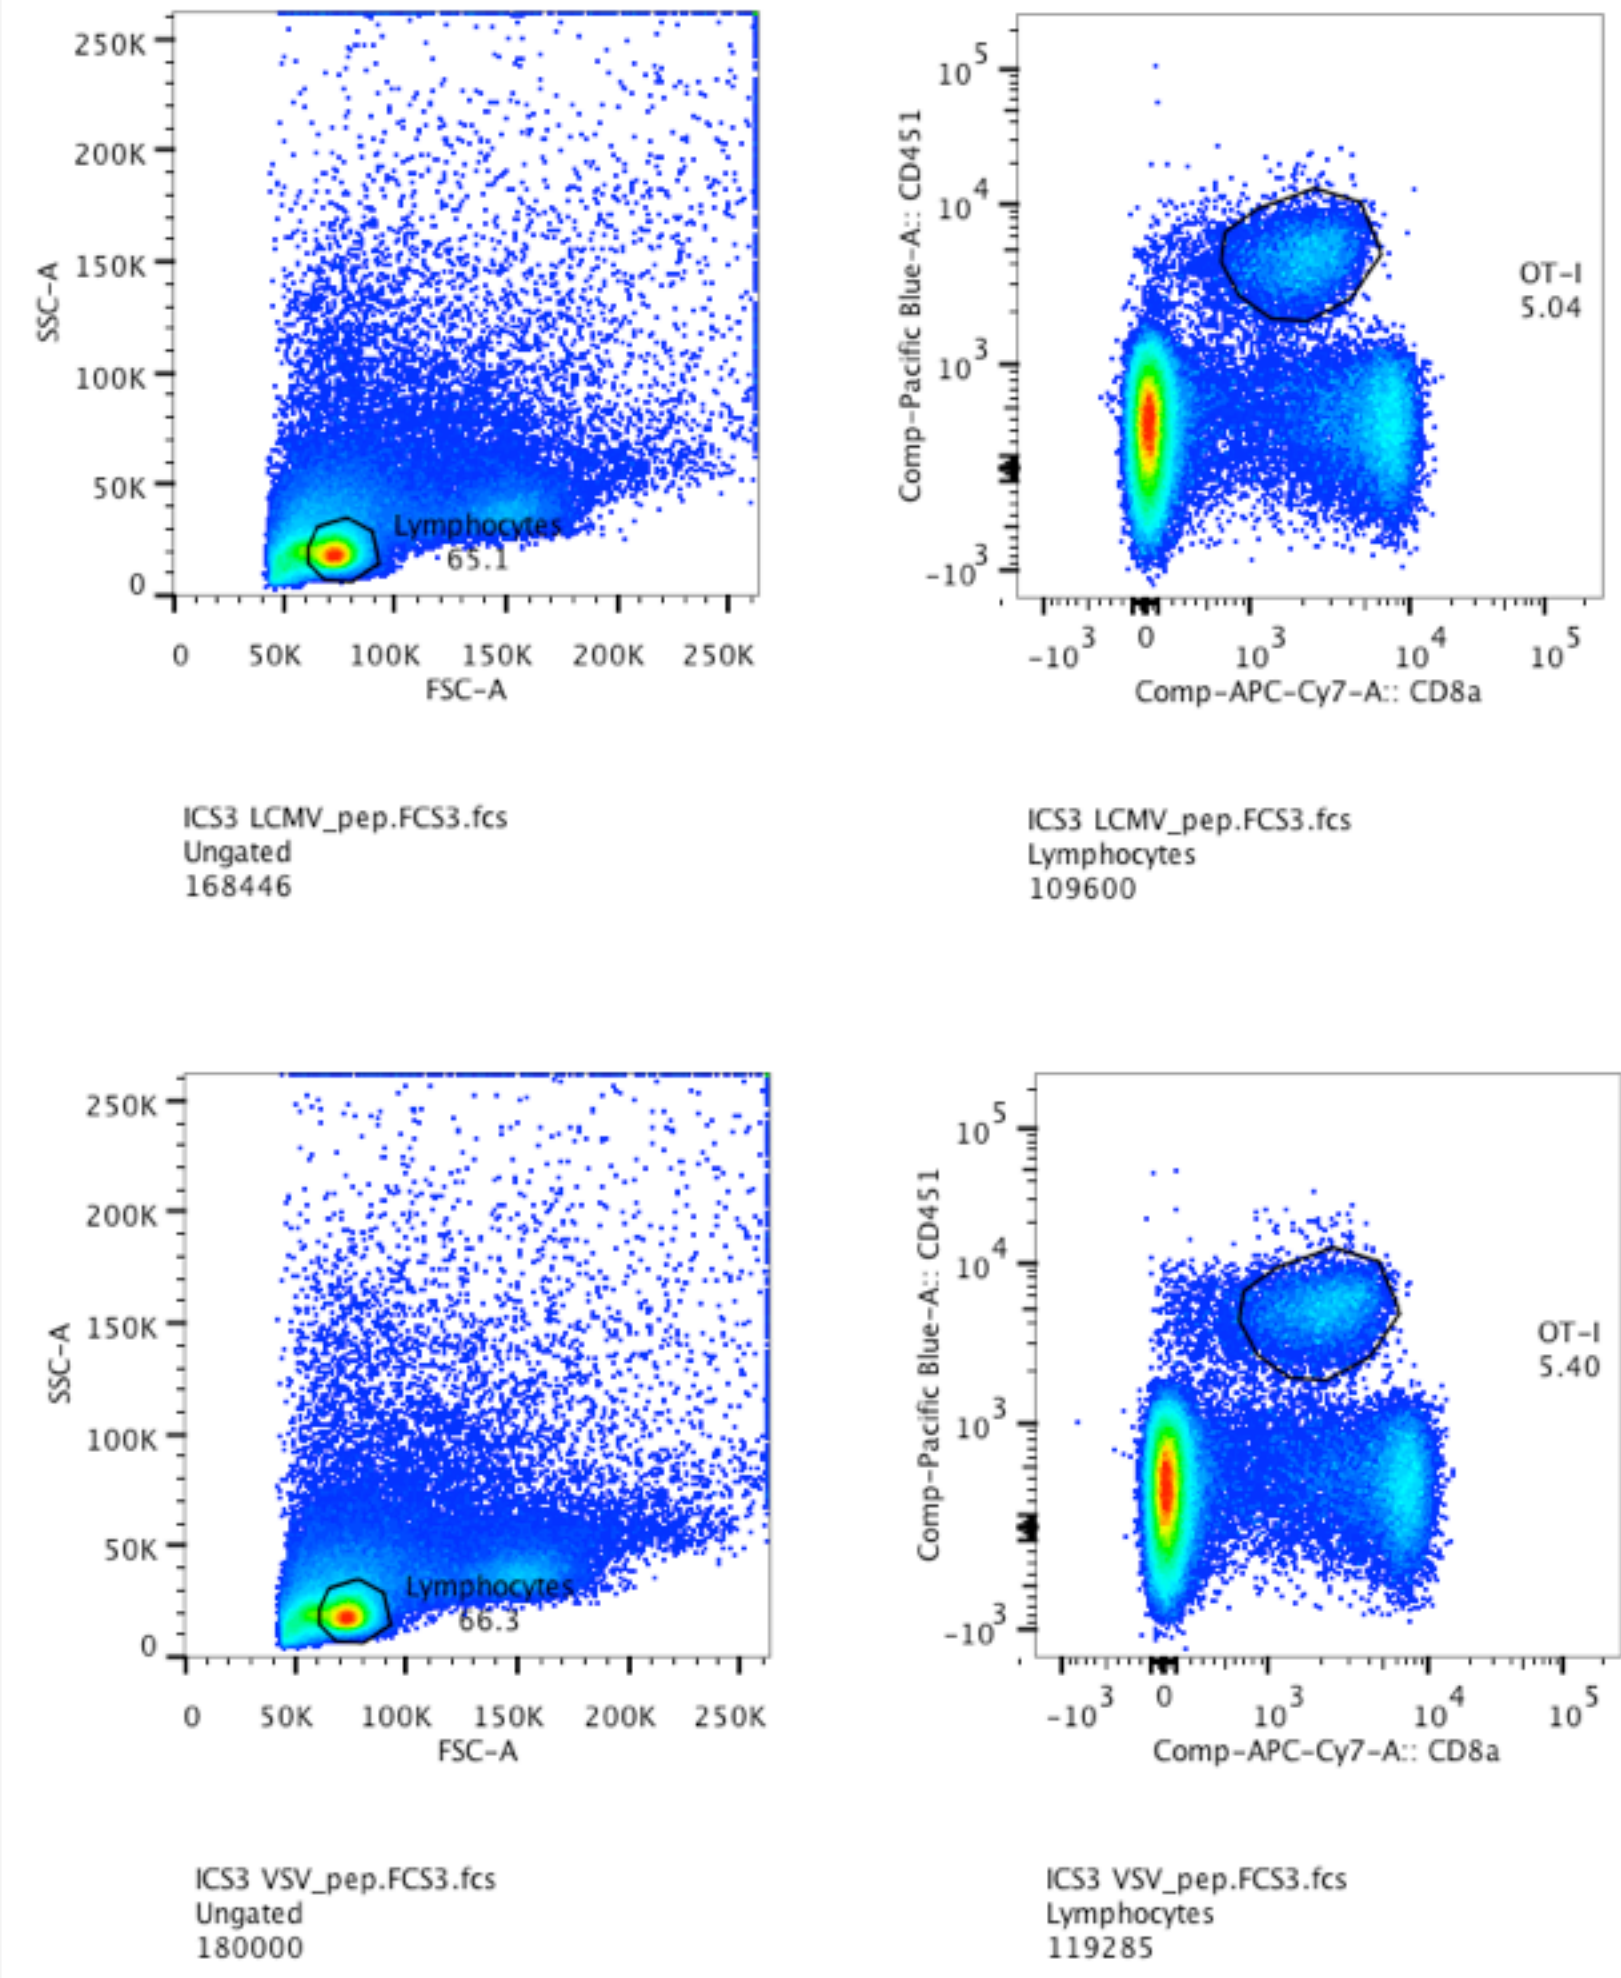 250K
200K
150K
100K
50K
0
SSC-A
Lymphocytes
65.1
0 50K 100K 150K 200K 250K
FSC-A
ICS3 LCMV_pep.FCS3.fcs
Ungated
168446
10^5
10^4
10^3
-10^3
Comp-Pacific Blue-A:: CD451
OT-I
5.04
-10^3 0 10^3 10^4 10^5
Comp-APC-Cy7-A:: CD8a
ICS3 LCMV_pep.FCS3.fcs
Lymphocytes
109600
250K
200K
150K
100K
50K
0
SSC-A
Lymphocytes
66.3
0 50K 100K 150K 200K 250K
FSC-A
ICS3 VSV_pep.FCS3.fcs
Ungated
180000
10^5
10^4
10^3
-10^3
Comp-Pacific Blue-A:: CD451
OT-I
5.40
-10^3 0 10^3 10^4 10^5
Comp-APC-Cy7-A:: CD8a
ICS3 VSV_pep.FCS3.fcs
Lymphocytes
119285